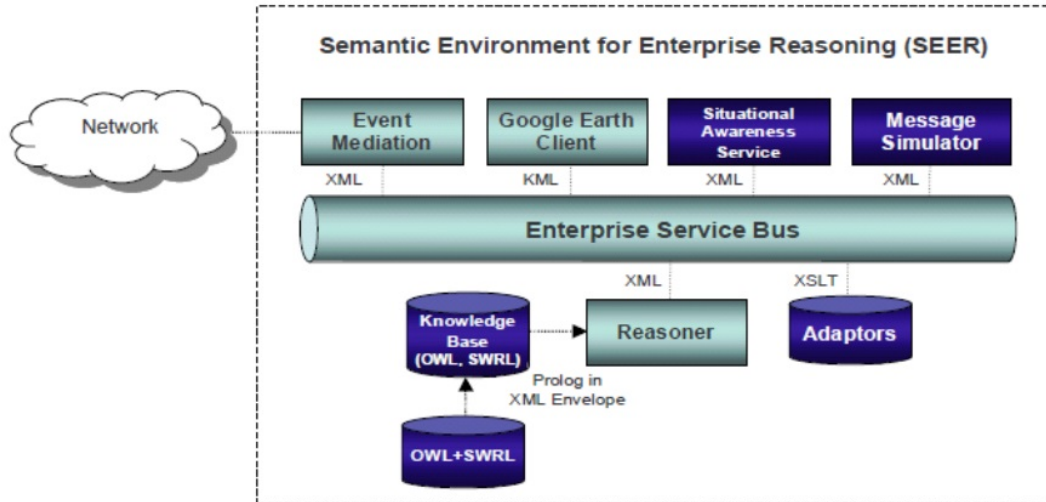 Semantic Environment for Enterprise Reasoning (SEER)
Network
Event
Mediation
Google Earth
Client
Situational
Awareness
Service
Message
Simulator
XML
KML
XML
XML
Enterprise Service Bus
XML
XSLT
Knowledge
Base
(OWL, SWRL)
Reasoner
Adaptors
Prolog in
XML Envelope
OWL+SWRL